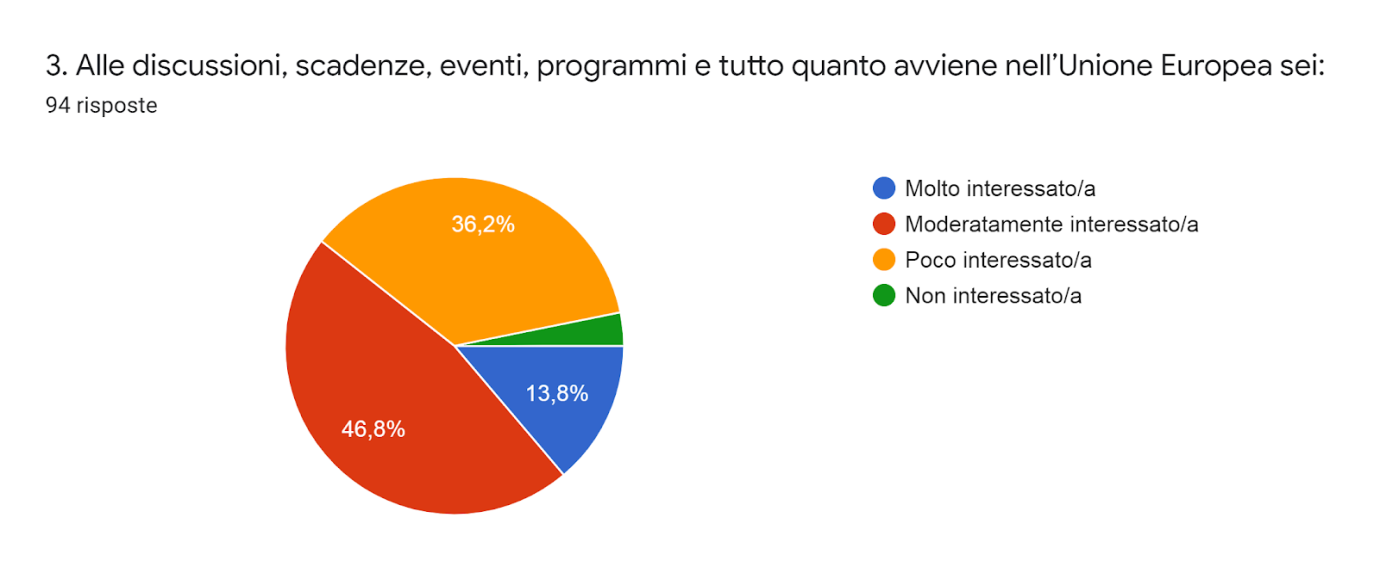 3. Alle discussioni, scadenze, eventi, programmi e tutto quanto avviene nell’Unione Europea sei:
94 risposte
36,2%
13,8%
46,8%
Molto interessato/a
Moderatamente interessato/a
Poco interessato/a
Non interessato/a